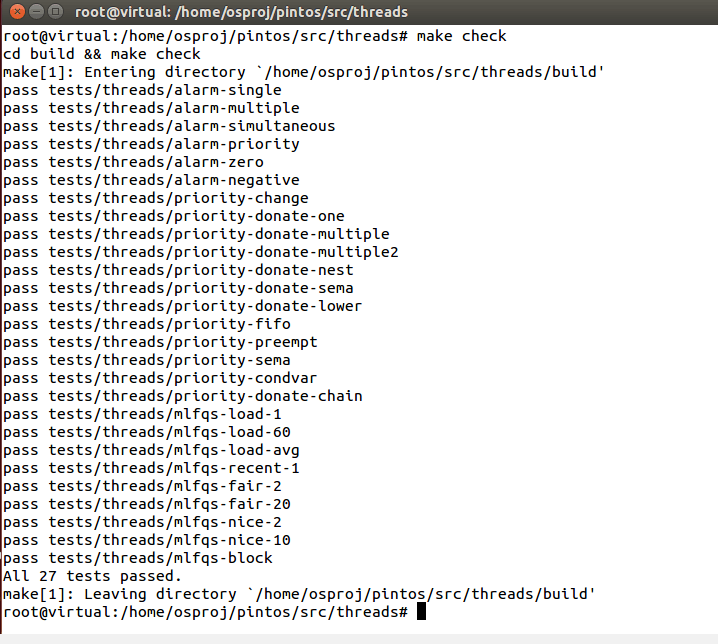 root@virtual: /home/osproj/pintos/src/threads
root@virtual:/home/osproj/pintos/src/threads# make check
cd build && make check
make[1]: Entering directory `/home/osproj/pintos/src/threads/build'
pass tests/threads/alarm-single
pass tests/threads/alarm-multiple
pass tests/threads/alarm-simultaneous
pass tests/threads/alarm-priority
pass tests/threads/alarm-zero
pass tests/threads/alarm-negative
pass tests/threads/priority-change
pass tests/threads/priority-donate-one
pass tests/threads/priority-donate-multiple
pass tests/threads/priority-donate-multiple2
pass tests/threads/priority-donate-nest
pass tests/threads/priority-donate-sema
pass tests/threads/priority-donate-lower
pass tests/threads/priority-fifo
pass tests/threads/priority-preempt
pass tests/threads/priority-sema
pass tests/threads/priority-condvar
pass tests/threads/priority-donate-chain
pass tests/threads/mlfqs-load-1
pass tests/threads/mlfqs-load-60
pass tests/threads/mlfqs-load-avg
pass tests/threads/mlfqs-recent-1
pass tests/threads/mlfqs-fair-2
pass tests/threads/mlfqs-fair-20
pass tests/threads/mlfqs-nice-2
pass tests/threads/mlfqs-nice-10
pass tests/threads/mlfqs-block
All 27 tests passed.
make[1]: Leaving directory `/home/osproj/pintos/src/threads/build'
root@virtual:/home/osproj/pintos/src/threads#